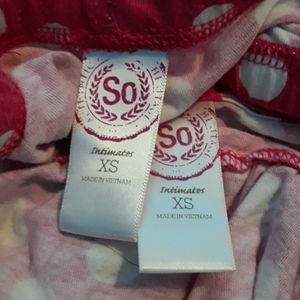 So
Intimates
XS
MADE IN VIETNAM
So
Intimates
XS
MADE IN VIETNAM